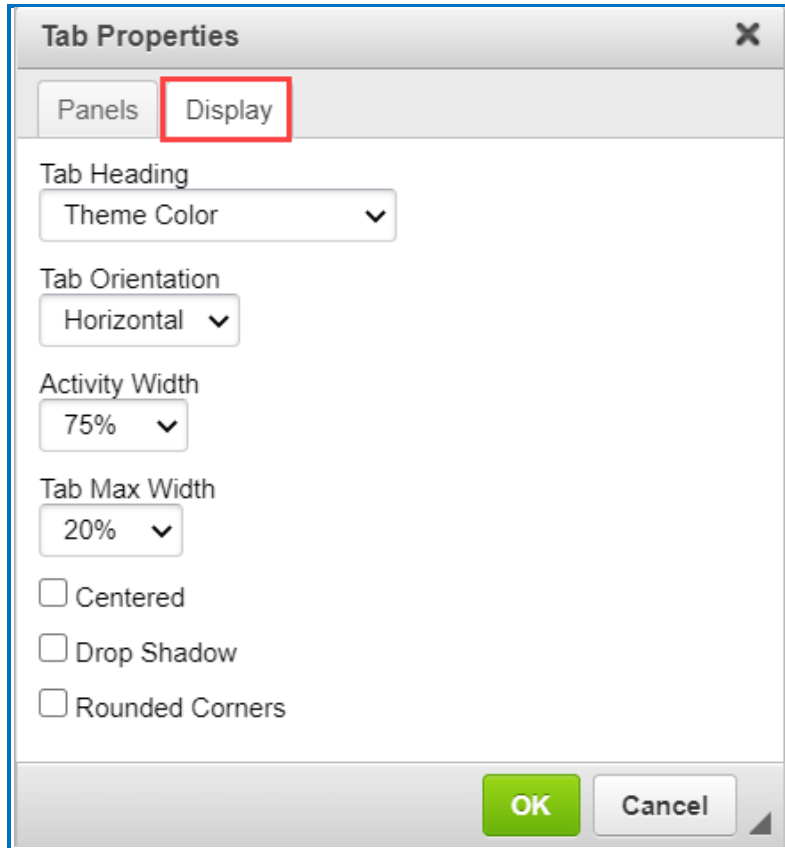 Tab Properties
Panels Display
Tab Heading
Theme Color
Tab Orientation
Horizontal
Activity Width
75%
Tab Max Width
20%
Centered
Drop Shadow
Rounded Corners
OK Cancel